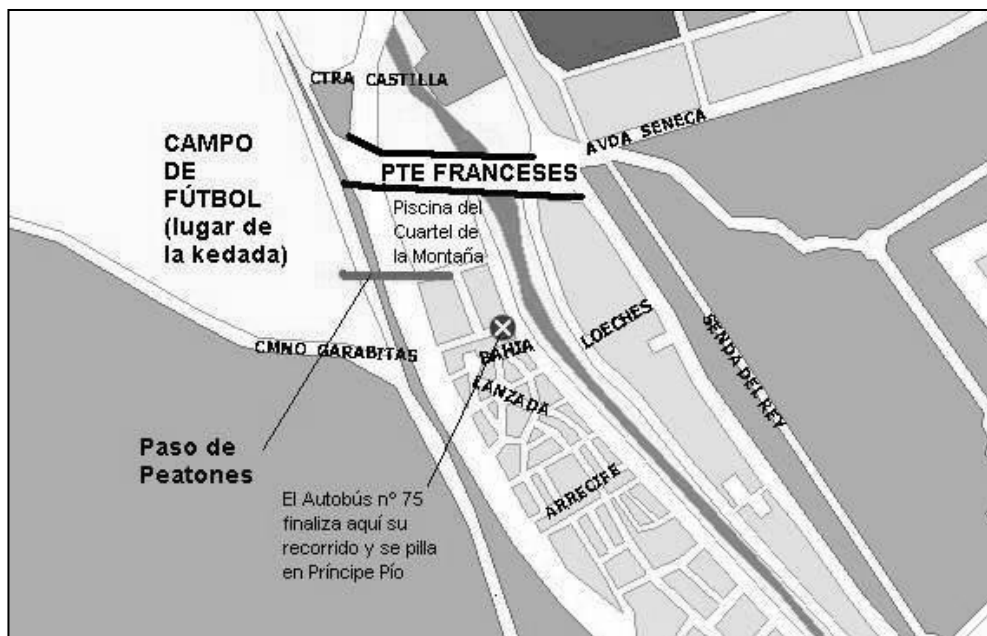 CTRA CASTILLA
AVDA SENECA
CAMPO
DE
FÚTBOL
(lugar de
la kedada)
PTE FRANCESES
Piscina del
Cuartel de
la Montaña
CMNO GARABITAS
BAHIA
LANZADA
LOECHES
SENDA DEL REY
Paso de
Peatones
ARRECIFE
El Autobús nº 75
finaliza aquí su
recorrido y se pilla
en Príncipe Pío